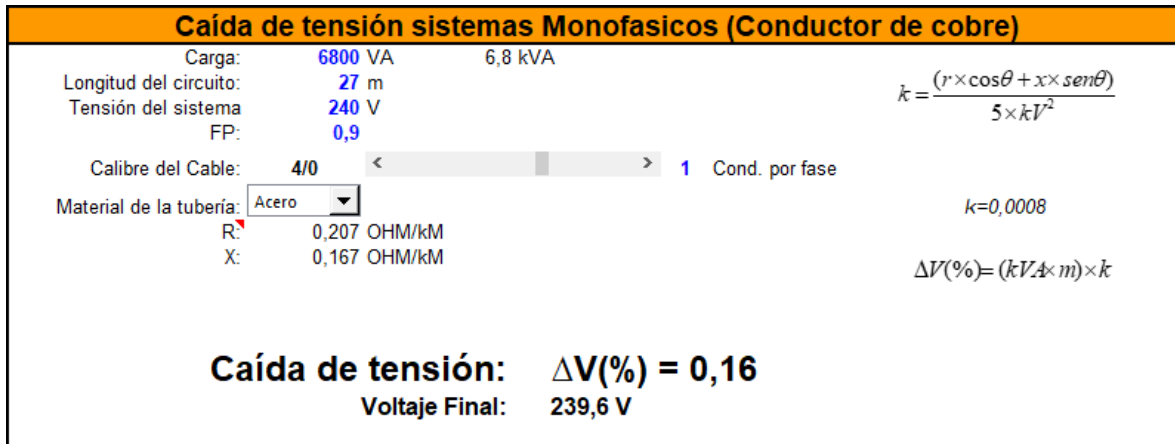 Caída de tensión sistemas Monofasicos (Conductor de cobre)
Carga: 6800 VA 6,8 kVA
Longitud del circuito: 27 m
Tensión del sistema 240 V
FP: 0,9
k = (r×cosθ + x×senθ) / 5×kV²
Calibre del Cable: 4/0 < > 1 Cond. por fase
Material de la tubería: Acero
k=0,0008
R: 0,207 OHM/kM
X: 0,167 OHM/kM
ΔV(%)= (kVA×m)×k
Caída de tensión: ΔV(%) = 0,16
Voltaje Final: 239,6 V